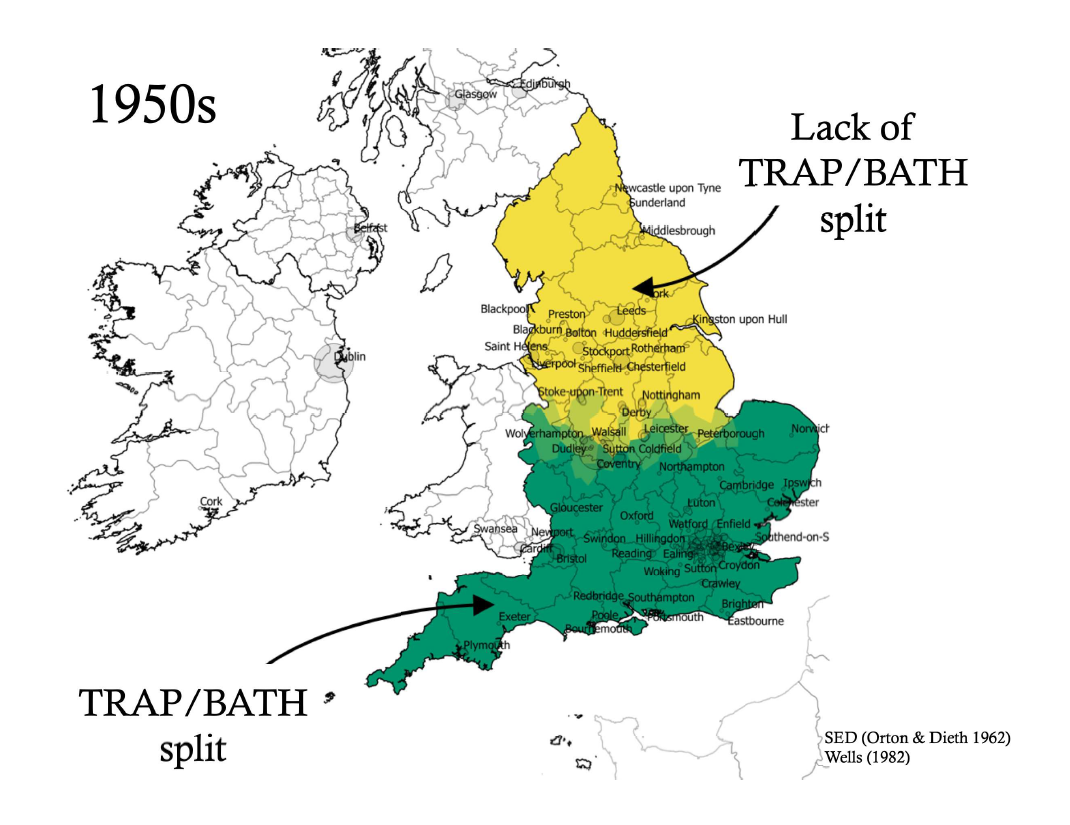 1950s
Edinburgh
Glasgow
Lack of
TRAP/BATH
split
Newcastle upon Tyne
Sunderland
Belfast
Middlesbrough
York
Blackpool
Preston
Leeds
Kingston upon Hull
Blackburn
Bolton
Huddersfield
Saint Helens
Stockport
Rotherham
Dublin
Liverpool
Sheffield
Chesterfield
Stoke-upon-Trent
Nottingham
Derby
Wolverhampton
Walsall
Leicester
Peterborough
Norwich
Dudley
Sutton Coldfield
Coventry
Northampton
Cambridge
Ipswich
Cork
Gloucester
Luton
Colchester
Oxford
Swansea
Newport
Watford
Enfield
Swindon
Hillingdon
Southend-on-S
Cardiff
Bristol
Reading
Ealing
Bexley
Woking
Sutton
Croydon
Crawley
Redbridge
Southampton
Brighton
Exeter
Poole
Portsmouth
Eastbourne
Bournemouth
Plymouth
TRAP/BATH
split
SED (Orton & Dieth 1962)
Wells (1982)